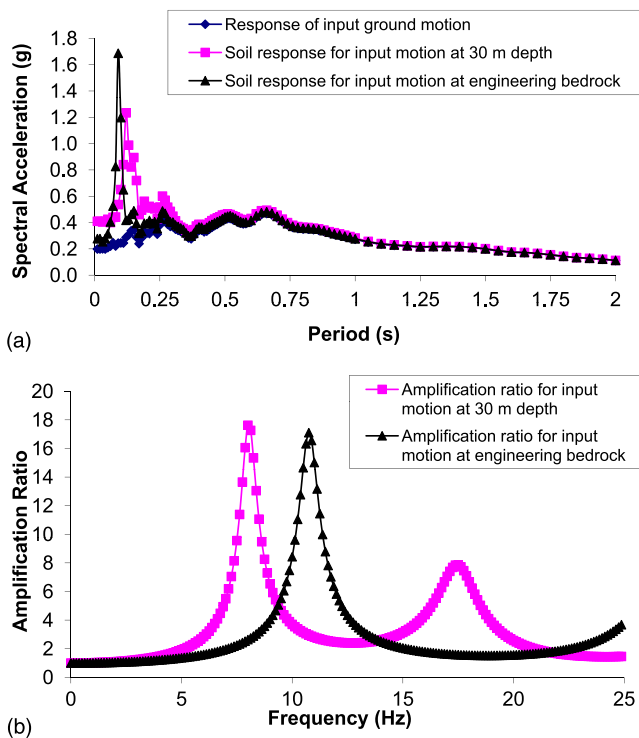 Response of input ground motion
Soil response for input motion at 30 m depth
Soil response for input motion at engineering bedrock
Spectral Acceleration (g)
1.8
1.6
1.4
1.2
1.0
0.8
0.6
0.4
0.2
0.0
0 0.25 0.5 0.75 1 1.25 1.5 1.75 2
Period (s)
(a)
Amplification ratio for input
motion at 30 m depth
Amplification ratio for input
motion at engineering bedrock
Amplification Ratio
20
18
16
14
12
10
8
6
4
2
0
0 5 10 15 20 25
Frequency (Hz)
(b)